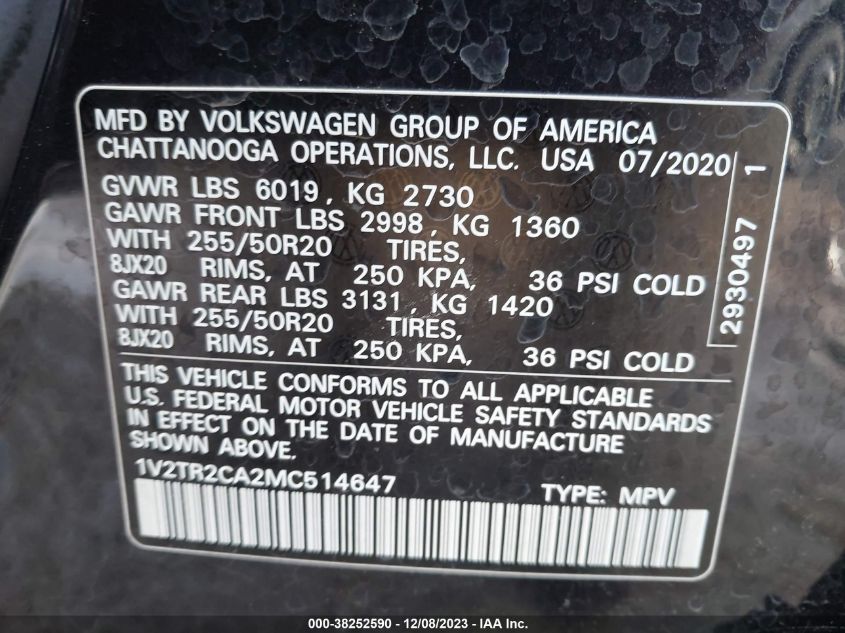 MFD BY VOLKSWAGEN GROUP OF AMERICA
CHATTANOOGA OPERATIONS, LLC. USA 07/2020
GVWR LBS 6019, KG 2730
GAWR FRONT LBS 2998, KG 1360
WITH 255/50R20 TIRES,
8JX20 RIMS, AT 250 KPA, 36 PSI COLD
GAWR REAR LBS 3131, KG 1420
WITH 255/50R20 TIRES,
8JX20 RIMS, AT 250 KPA, 36 PSI COLD
2930497 1
THIS VEHICLE CONFORMS TO ALL APPLICABLE
U.S. FEDERAL MOTOR VEHICLE SAFETY STANDARDS
IN EFFECT ON THE DATE OF MANUFACTURE
SHOWN ABOVE.
1V2TR2CA2MC514647 TYPE: MPV
000-38252590 - 12/08/2023 - IAA Inc.